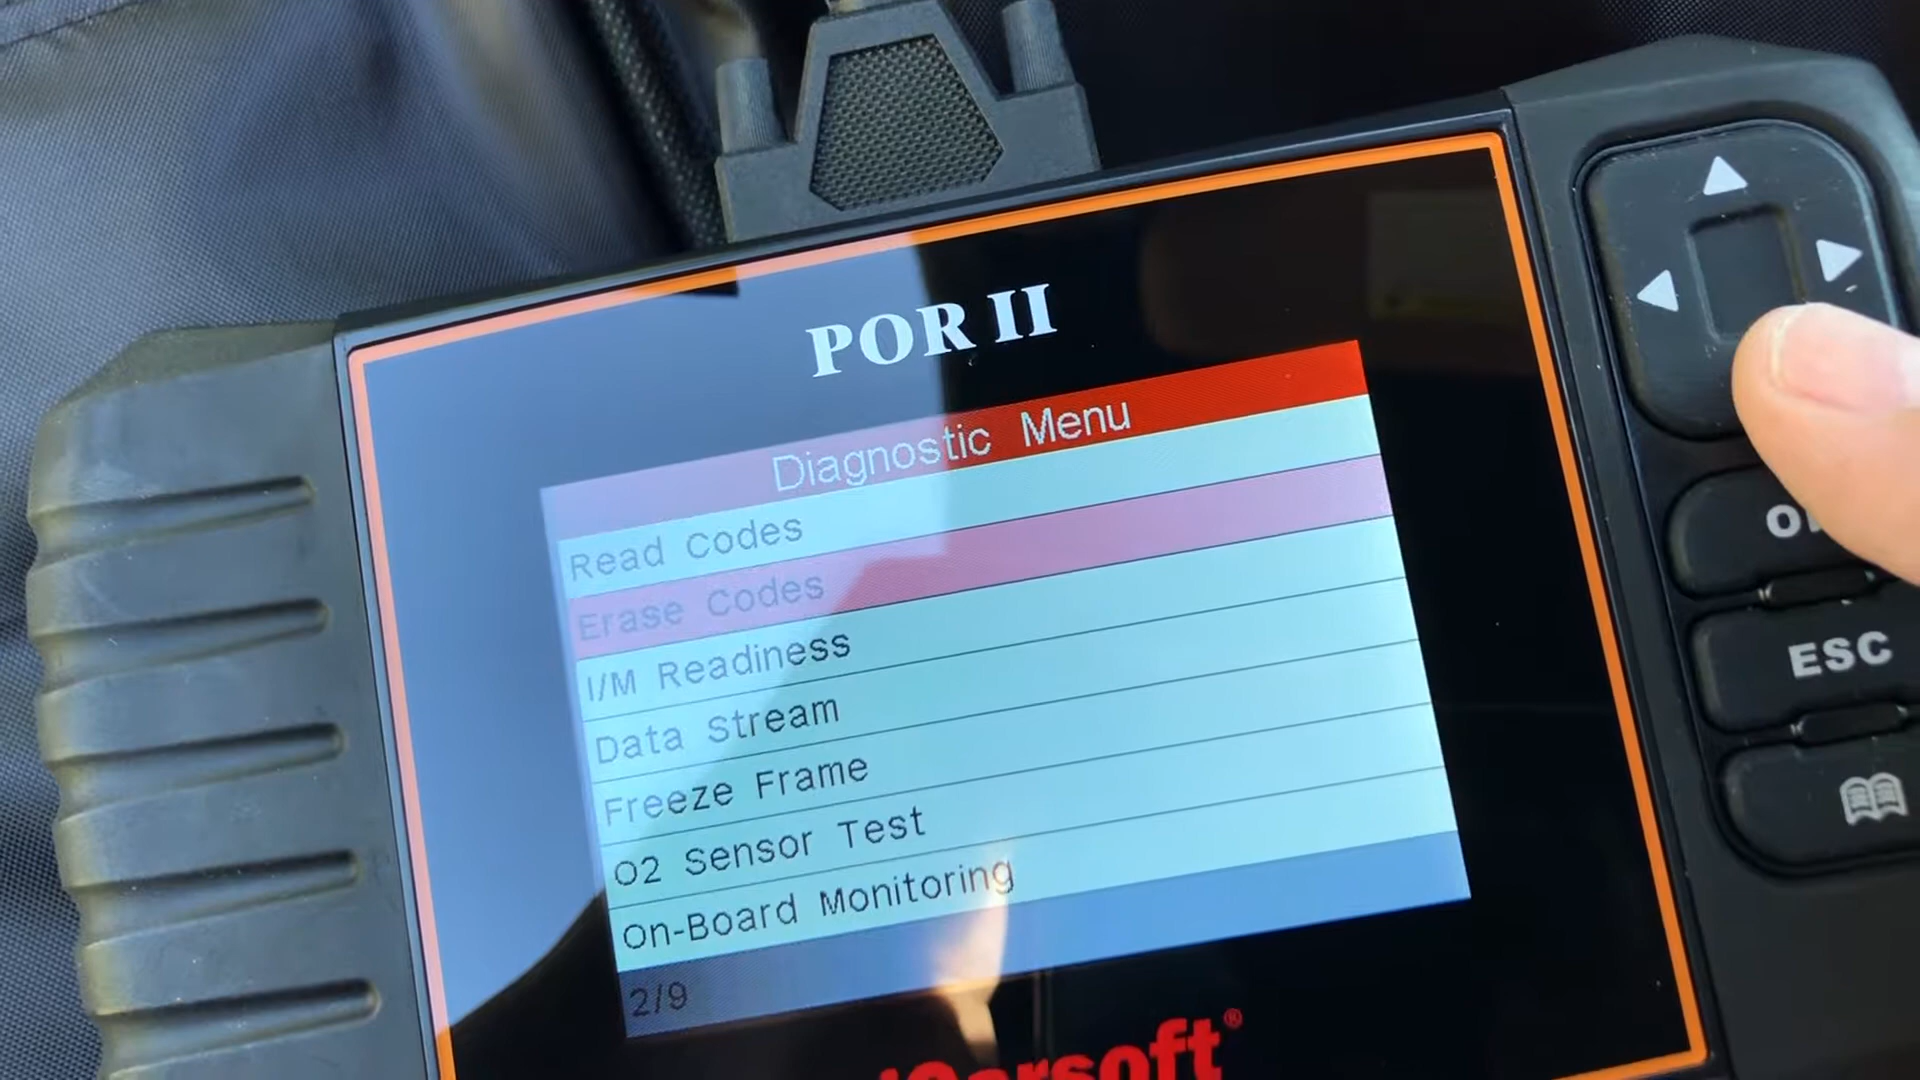 POR II
Diagnostic Menu
Read Codes
Erase Codes
I/M Readiness
Data Stream
Freeze Frame
O2 Sensor Test
On-Board Monitoring
2/9
ESC
iCarsoft®